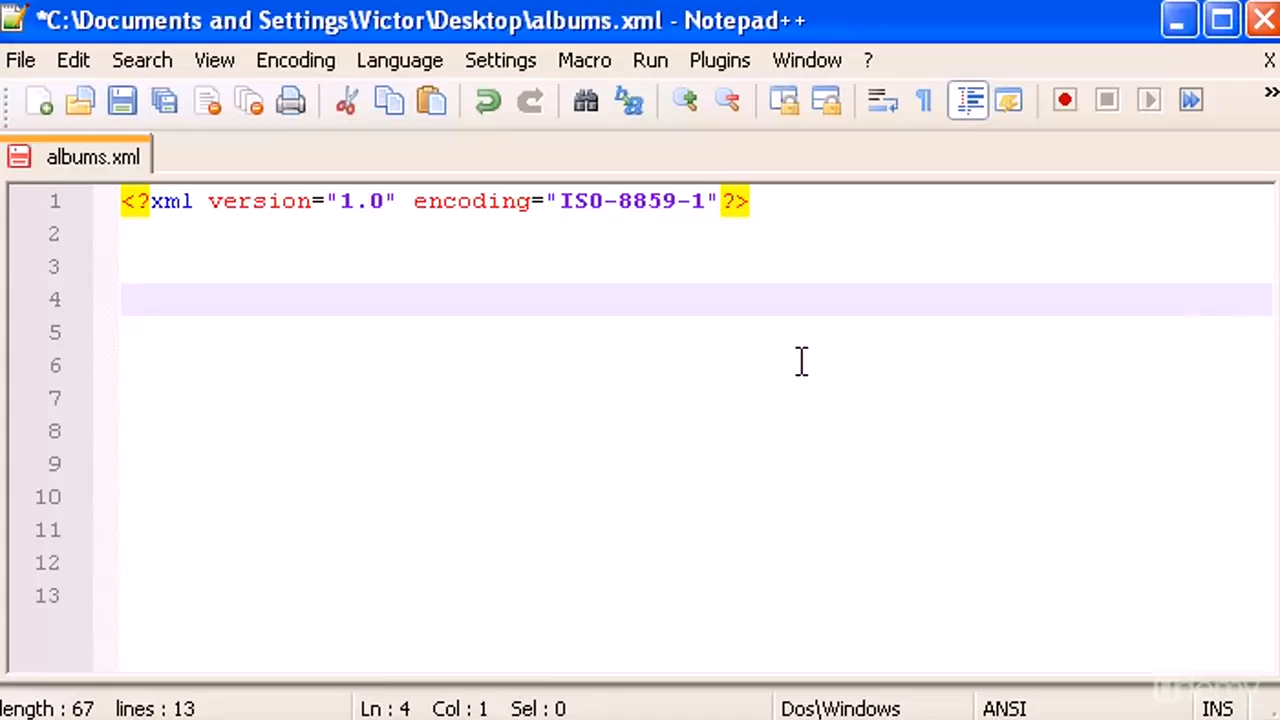 *C:\Documents and Settings\Victor\Desktop\albums.xml - Notepad++
File Edit Search View Encoding Language Settings Macro Run Plugins Window ? X
albums.xml
1 <?xml version="1.0" encoding="ISO-8859-1"?>
2
3
4
5
6
7
8
9
10
11
12
13
length : 67 lines : 13 Ln : 4 Col : 1 Sel : 0 Dos\Windows ANSI INS